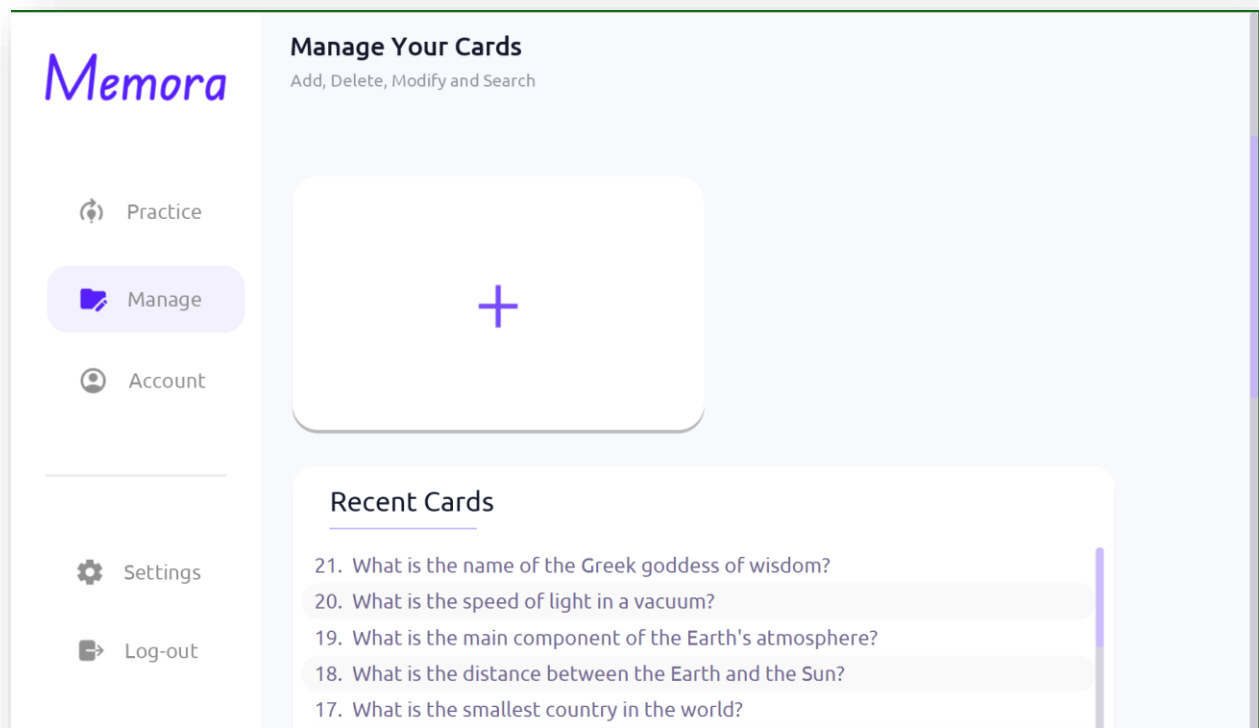 Memora
Practice
Manage
Account
Settings
Log-out
Manage Your Cards
Add, Delete, Modify and Search
Recent Cards
21. What is the name of the Greek goddess of wisdom?
20. What is the speed of light in a vacuum?
19. What is the main component of the Earth's atmosphere?
18. What is the distance between the Earth and the Sun?
17. What is the smallest country in the world?